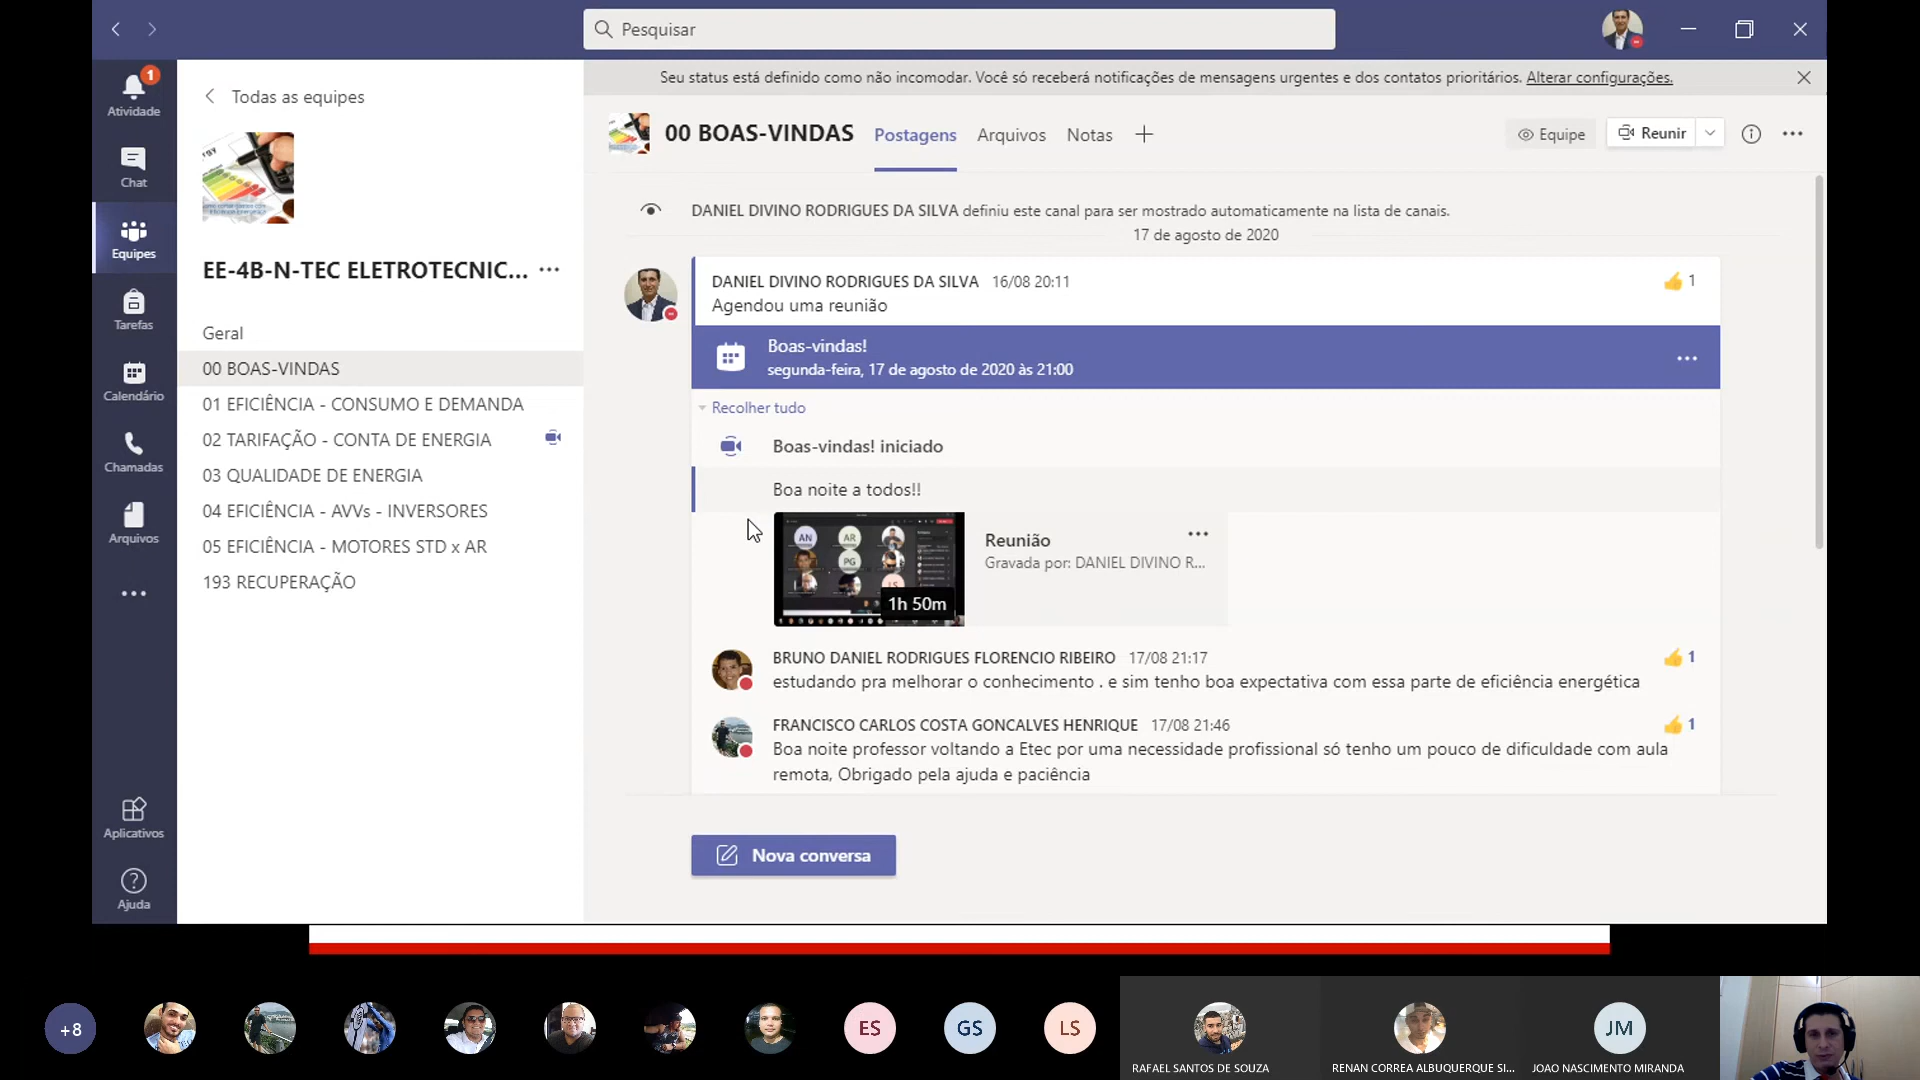 Pesquisar
Seu status está definido como não incomodar. Você só receberá notificações de mensagens urgentes e dos contatos prioritários. Alterar configurações.
1
Atividade
Chat
Equipes
Tarefas
Calendário
Chamadas
Arquivos
Aplicativos
Ajuda
Todas as equipes
EE-4B-N-TEC ELETROTECNIC...
Geral
00 BOAS-VINDAS
01 EFICIÊNCIA - CONSUMO E DEMANDA
02 TARIFAÇÃO - CONTA DE ENERGIA
03 QUALIDADE DE ENERGIA
04 EFICIÊNCIA - AVVs - INVERSORES
05 EFICIÊNCIA - MOTORES STD x AR
193 RECUPERAÇÃO
00 BOAS-VINDAS Postagens Arquivos Notas
Equipe Reunir
DANIEL DIVINO RODRIGUES DA SILVA definiu este canal para ser mostrado automaticamente na lista de canais.
17 de agosto de 2020
DANIEL DIVINO RODRIGUES DA SILVA 16/08 20:11 1
Agendou uma reunião
Boas-vindas!
segunda-feira, 17 de agosto de 2020 às 21:00
Recolher tudo
Boas-vindas! iniciado
Boa noite a todos!!
AN AR
PG
LS
1h 50m
Reunião
Gravada por: DANIEL DIVINO R...
BRUNO DANIEL RODRIGUES FLORENCIO RIBEIRO 17/08 21:17 1
estudando pra melhorar o conhecimento . e sim tenho boa expectativa com essa parte de eficiência energética
FRANCISCO CARLOS COSTA GONCALVES HENRIQUE 17/08 21:46 1
Boa noite professor voltando a Etec por uma necessidade profissional só tenho um pouco de dificuldade com aula
remota, Obrigado pela ajuda e paciência
Nova conversa
+8
ES
GS
LS
JM
RAFAEL SANTOS DE SOUZA
RENAN CORREA ALBUQUERQUE SI...
JOAO NASCIMENTO MIRANDA